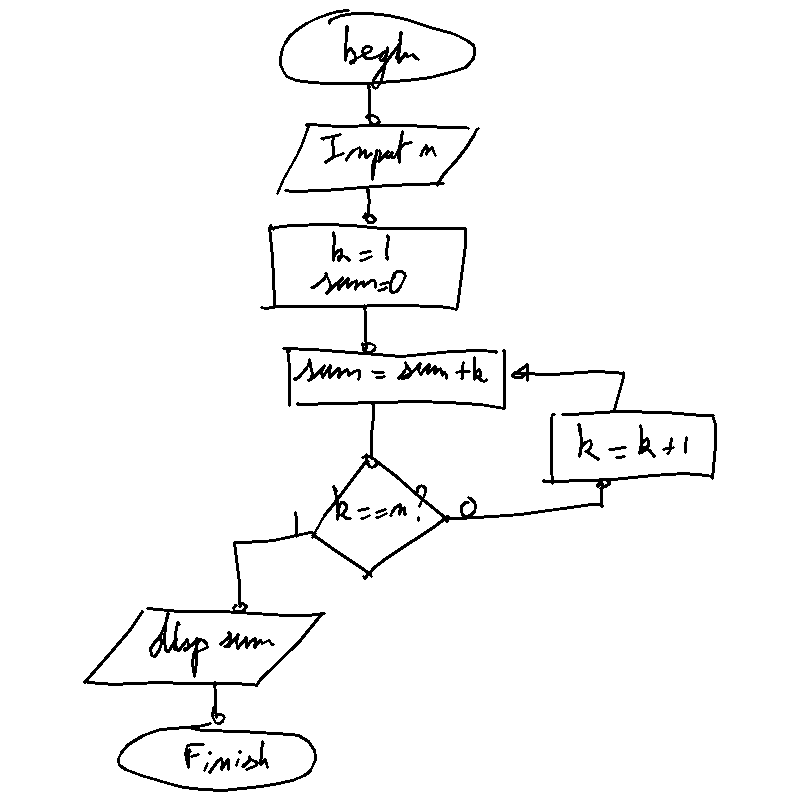 begin
Input n
k = 1
sum=0
sum = sum+k
k = k+1
k==n?
0
1
disp sum
Finish